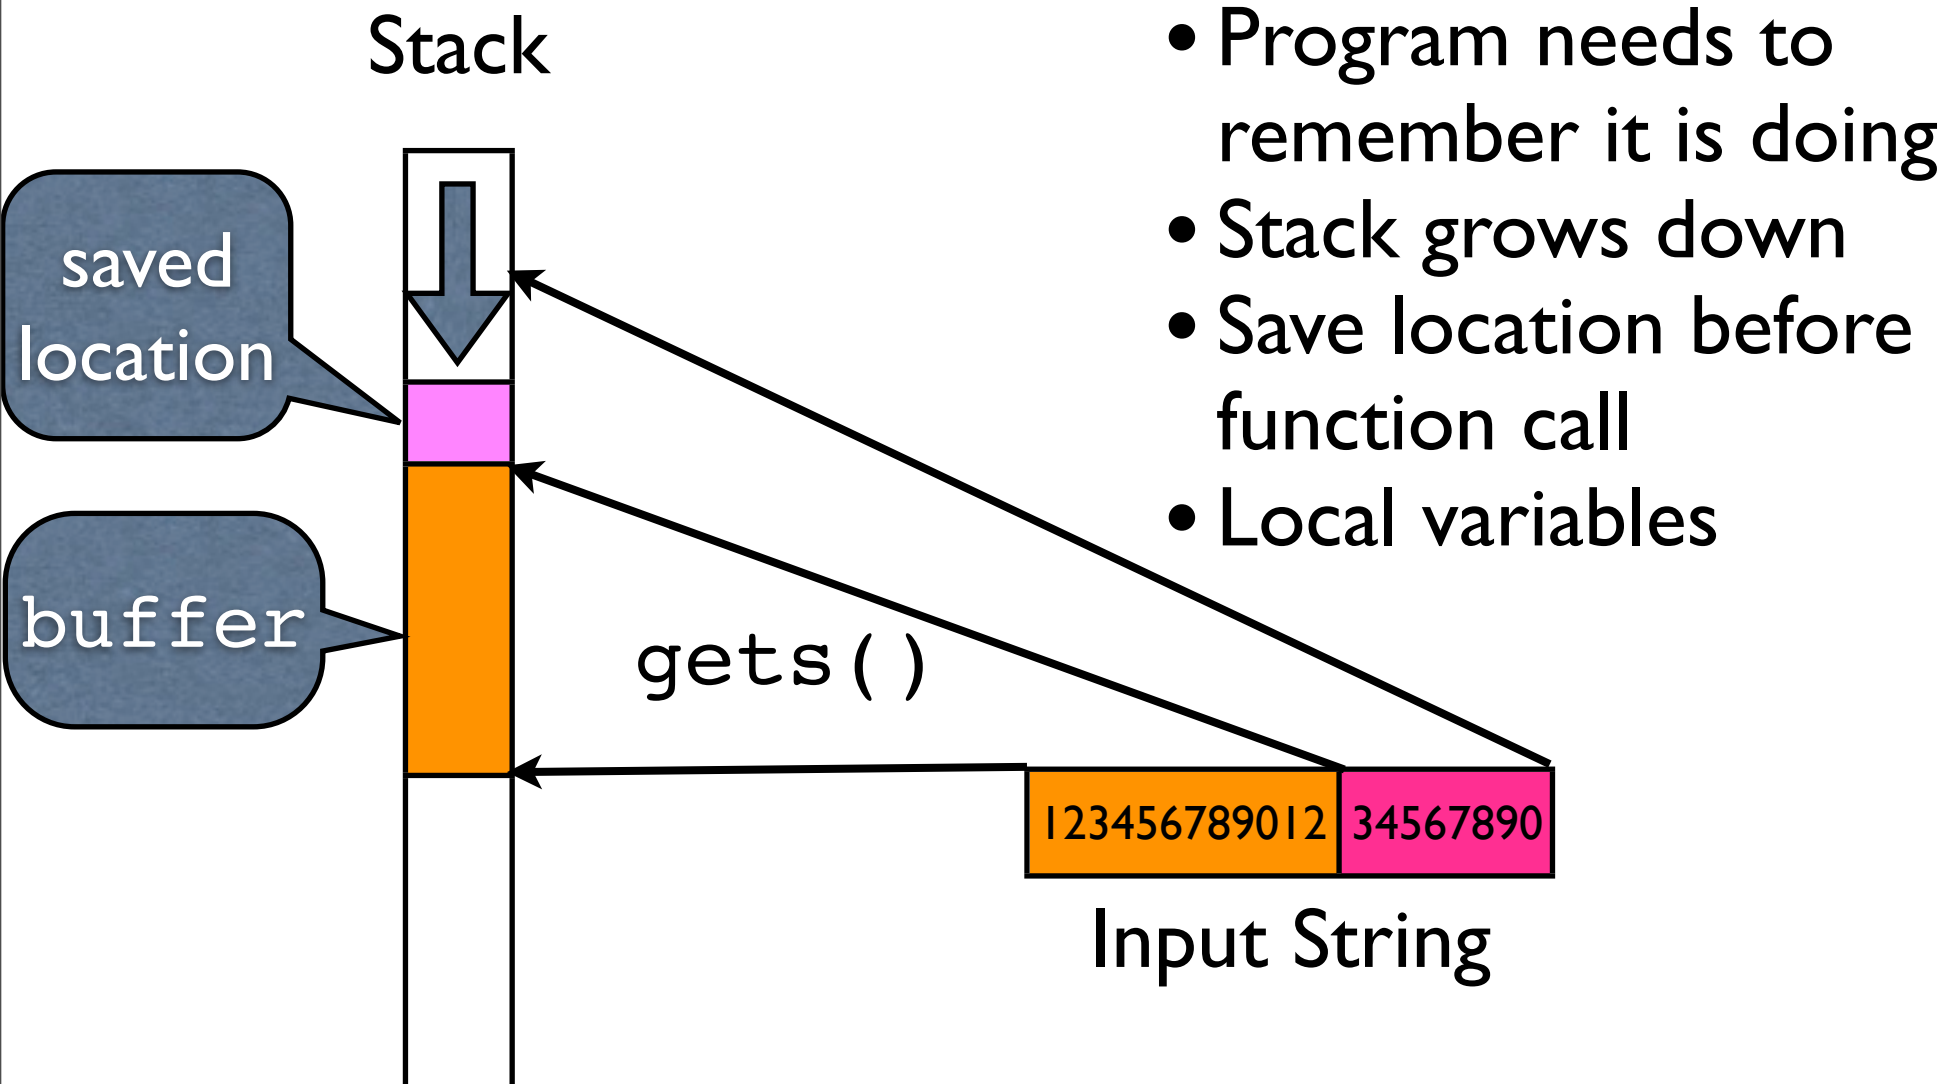 Stack
saved
location
buffer
gets()
123456789012 34567890
Input String
• Program needs to
remember it is doing
• Stack grows down
• Save location before
function call
• Local variables